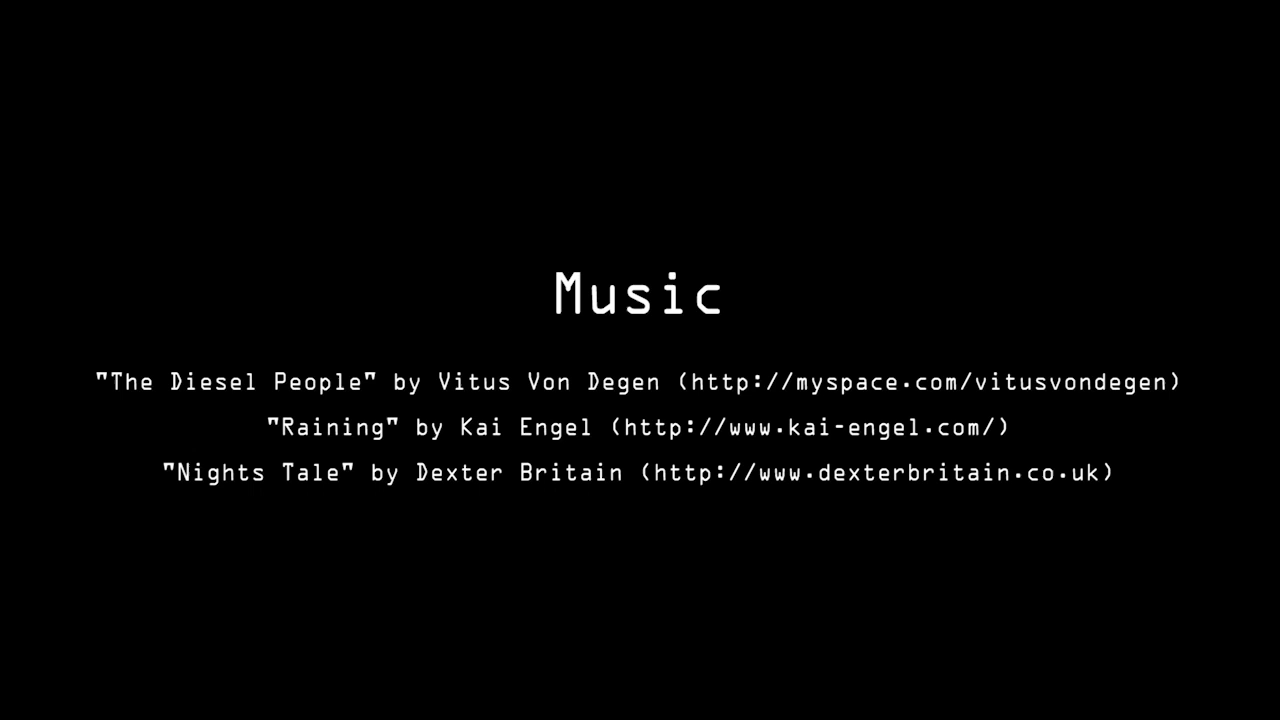 Music
"The Diesel People" by Vitus Von Degen (http://myspace.com/vitusvondegen)
"Raining" by Kai Engel (http://www.kai-engel.com/)
"Nights Tale" by Dexter Britain (http://www.dexterbritain.co.uk)